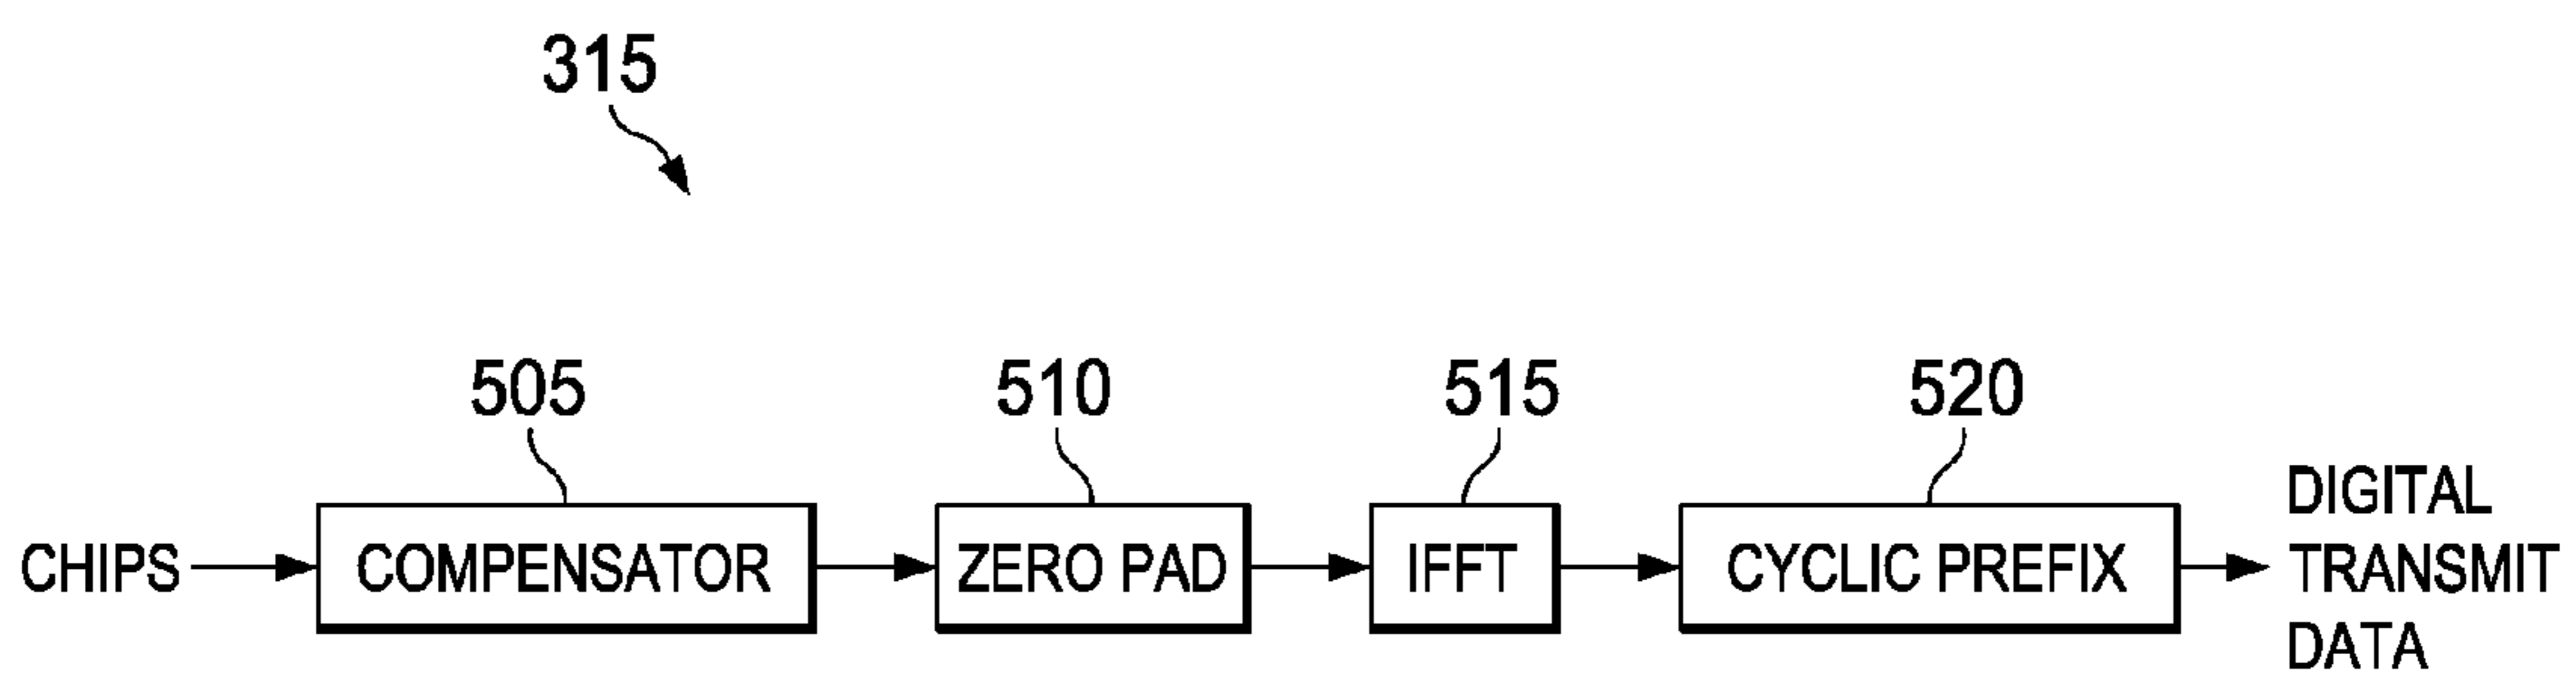 315
505
510
515
520
CHIPS
COMPENSATOR
ZERO PAD
IFFT
CYCLIC PREFIX
DIGITAL
TRANSMIT
DATA